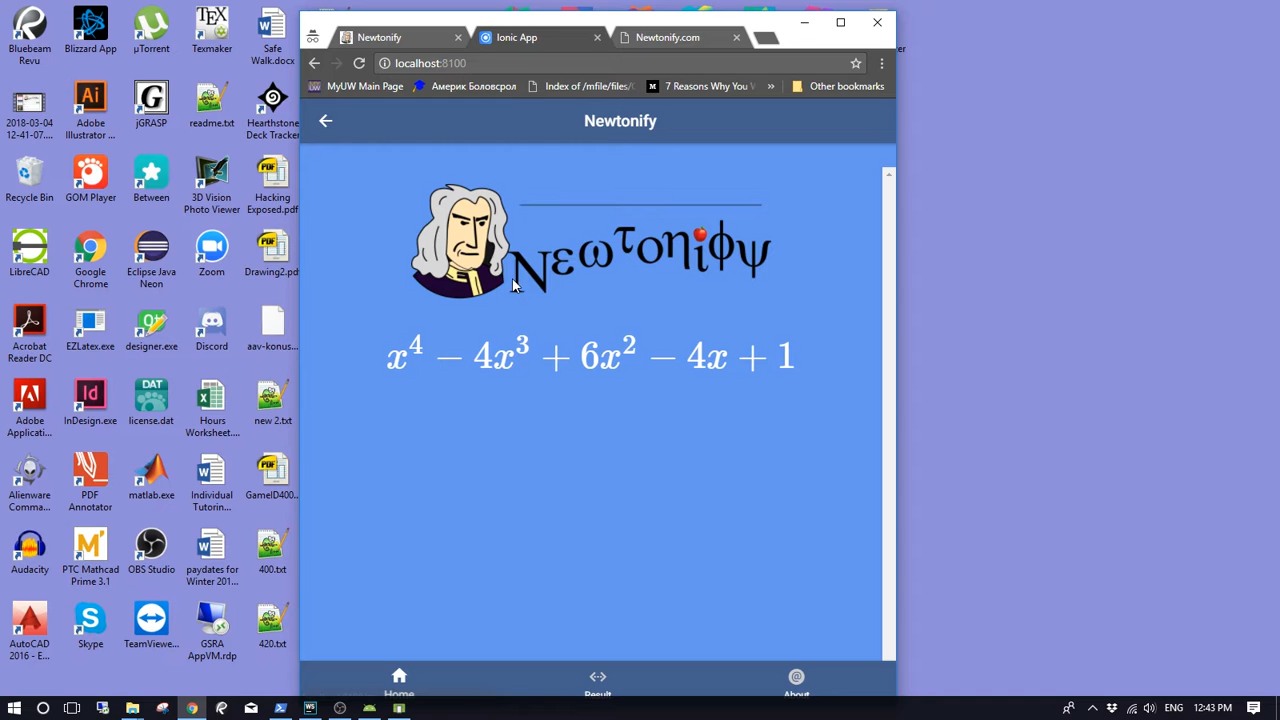 Bluebeam Revu
Blizzard App
µTorrent
Texmaker
Safe Walk.docx
2018-03-04 12-41-07....
Adobe Illustrator ...
jGRASP
readme.txt
Hearthstone Deck Tracker
Recycle Bin
GOM Player
Between
3D Vision Photo Viewer
Hacking Exposed.pdf
LibreCAD
Google Chrome
Eclipse Java Neon
Zoom
Drawing2.pdf
Acrobat Reader DC
EZLatex.exe
designer.exe
Discord
aav-konus...
Adobe Applicati...
InDesign.exe
license.dat
Hours Worksheet....
new 2.txt
Alienware Comma...
PDF Annotator
matlab.exe
Individual Tutorin...
GameID400...
Audacity
PTC Mathcad Prime 3.1
OBS Studio
paydates for Winter 201...
400.txt
AutoCAD 2016 - E...
Skype
TeamViewe...
GSRA AppVM.rdp
420.txt
Newtonify
Ionic App
Newtonify.com
localhost:8100
MyUW Main Page
Америк Боловсрол
Index of /mfile/files/
7 Reasons Why You
»
Other bookmarks
Newtonify
Nεωτοηiφψ
x⁴ − 4x³ + 6x² − 4x + 1
Home
Result
About
ENG
12:43 PM